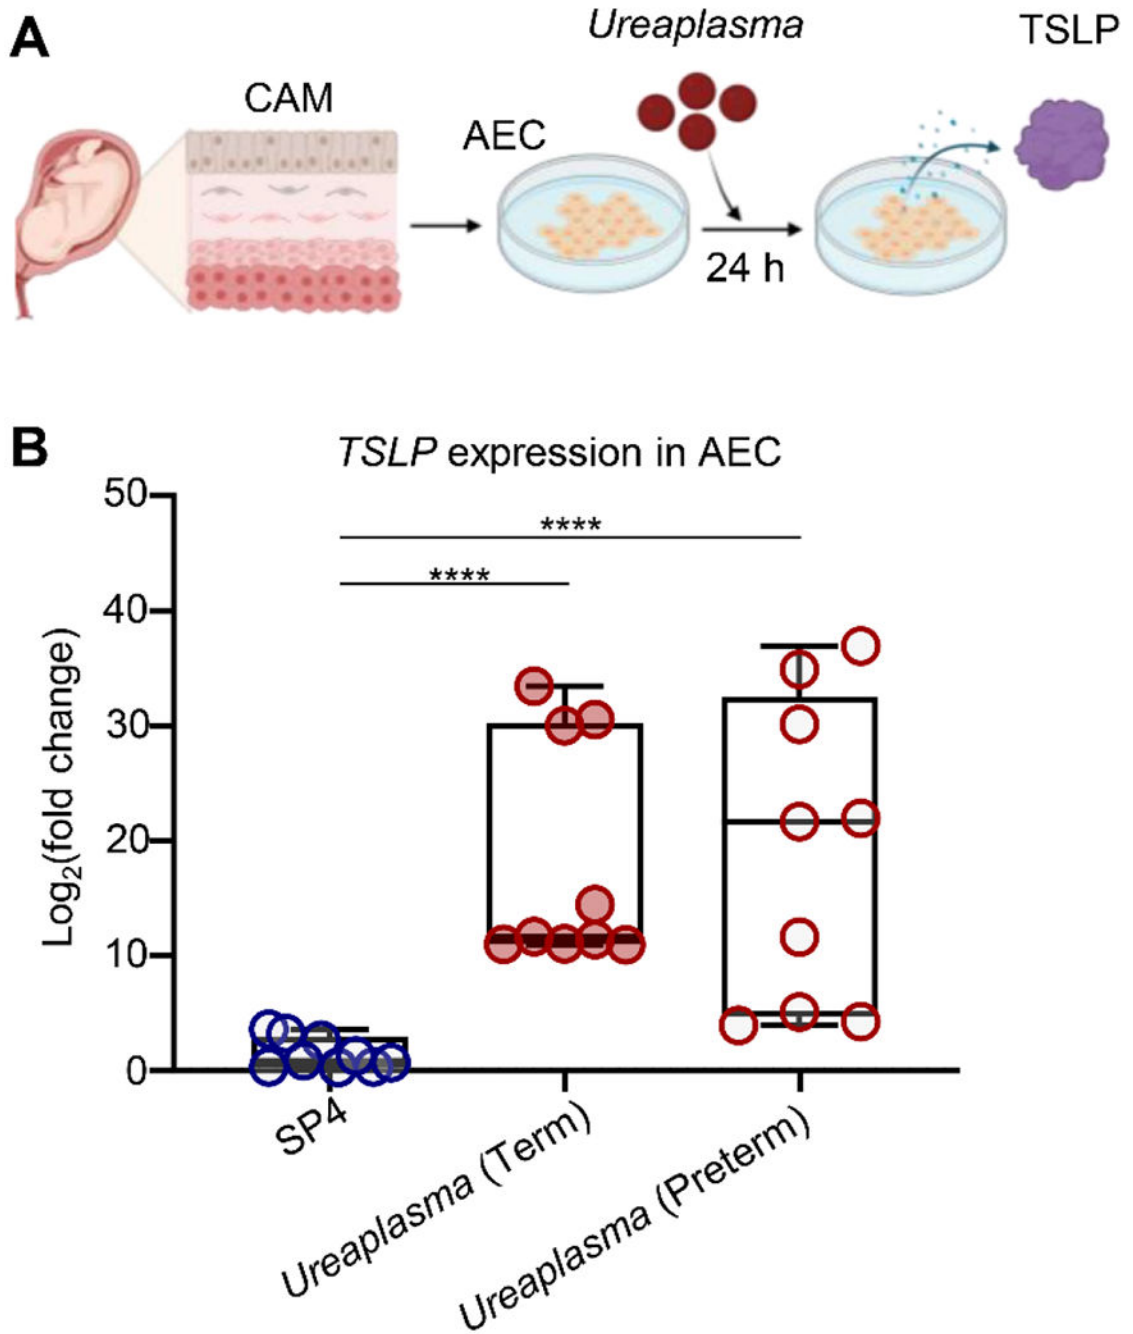 A
Ureaplasma
TSLP
CAM
AEC
24 h
B
TSLP expression in AEC
50
40
30
20
10
0
Log₂(fold change)
****
****
SP4
Ureaplasma (Term)
Ureaplasma (Preterm)